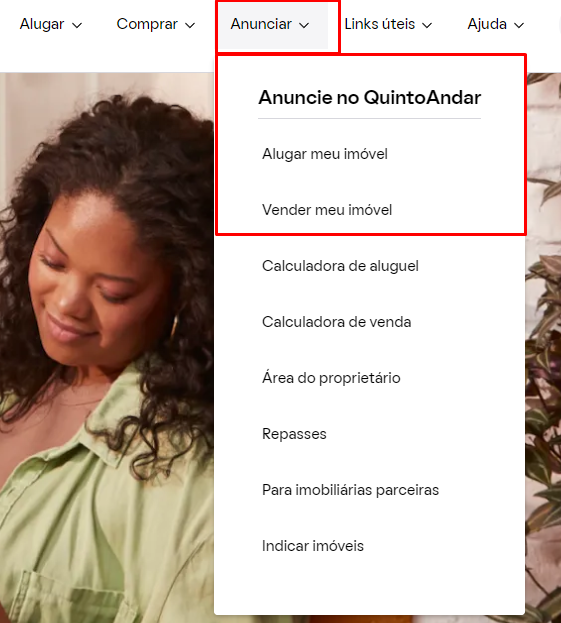 Alugar
Comprar
Anunciar
Links úteis
Ajuda
Anuncie no QuintoAndar
Alugar meu imóvel
Vender meu imóvel
Calculadora de aluguel
Calculadora de venda
Área do proprietário
Repasses
Para imobiliárias parceiras
Indicar imóveis